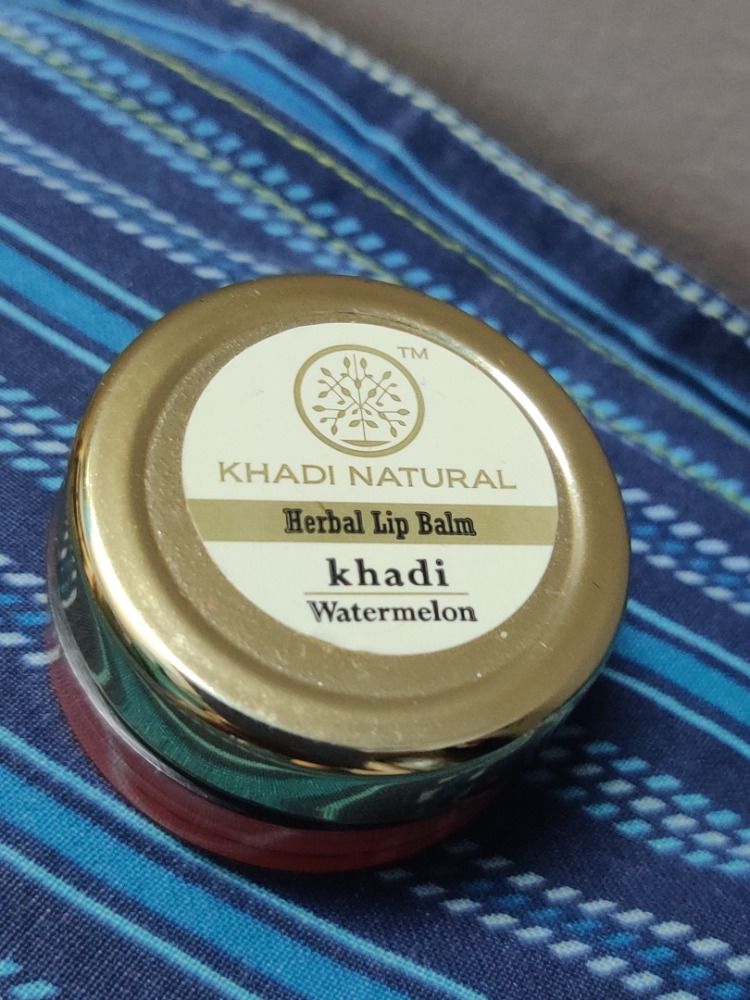 TM
KHADI NATURAL
Herbal Lip Balm
khadi
Watermelon